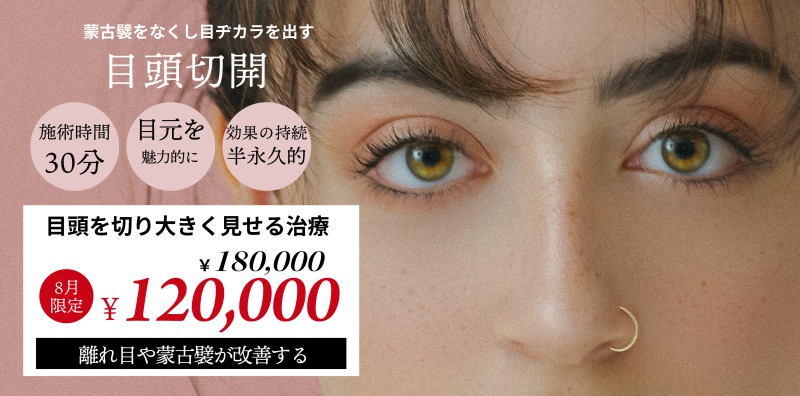 蒙古襞をなくし目ヂカラを出す
目頭切開
施術時間
30分
目元を
魅力的に
効果の持続
半永久的
目頭を切り大きく見せる治療
¥180,000
8月
限定
¥120,000
離れ目や蒙古襞が改善する